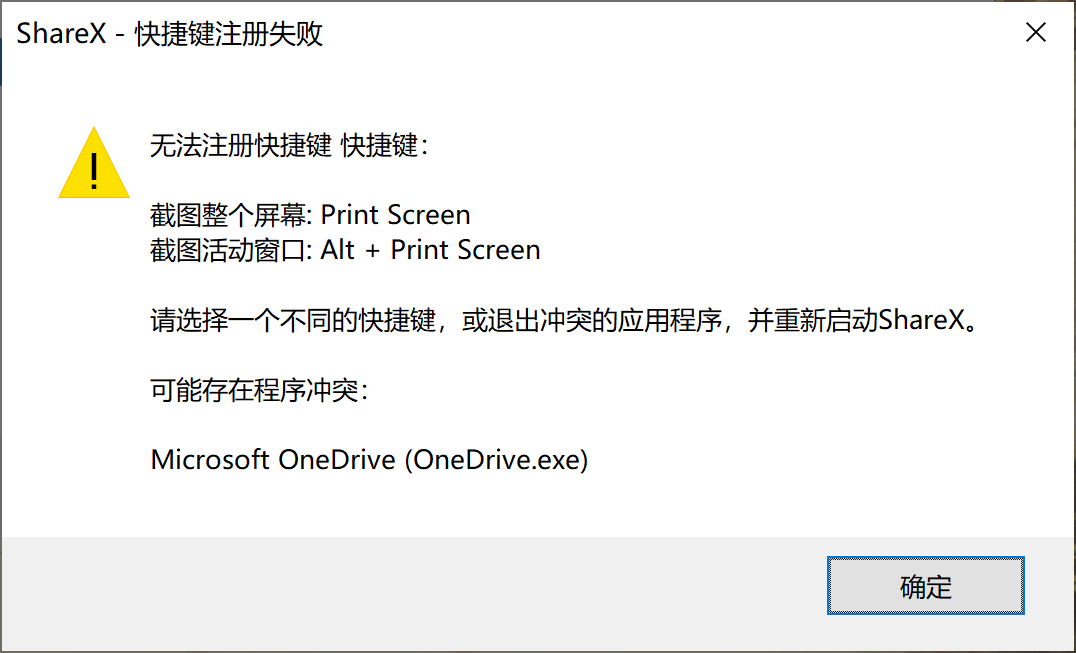 ShareX - 快捷键注册失败
无法注册快捷键 快捷键：
截图整个屏幕: Print Screen
截图活动窗口: Alt + Print Screen
请选择一个不同的快捷键，或退出冲突的应用程序，并重新启动ShareX。
可能存在程序冲突：
Microsoft OneDrive (OneDrive.exe)
确定